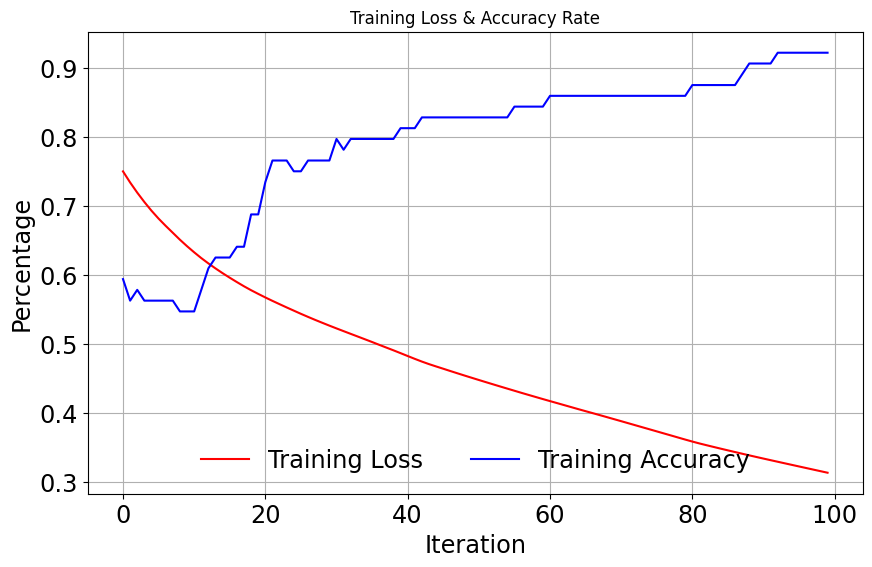 Training Loss & Accuracy Rate
Percentage
0.9
0.8
0.7
0.6
0.5
0.4
0.3
Training Loss Training Accuracy
0 20 40 60 80 100
Iteration